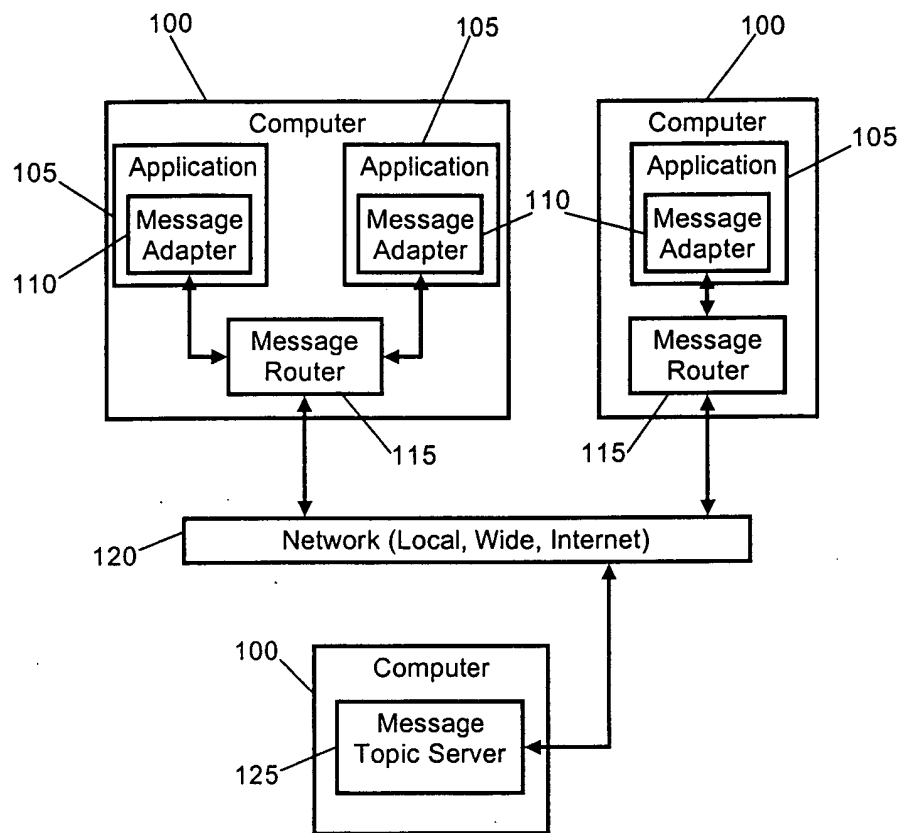 100
105
100
Computer
Computer
105
Application
Application
Application
105
Message
Adapter
Message
Adapter
110
Message
Adapter
110
Message
Router
Message
Router
115
115
120
Network (Local, Wide, Internet)
100
Computer
Message
Topic Server
125